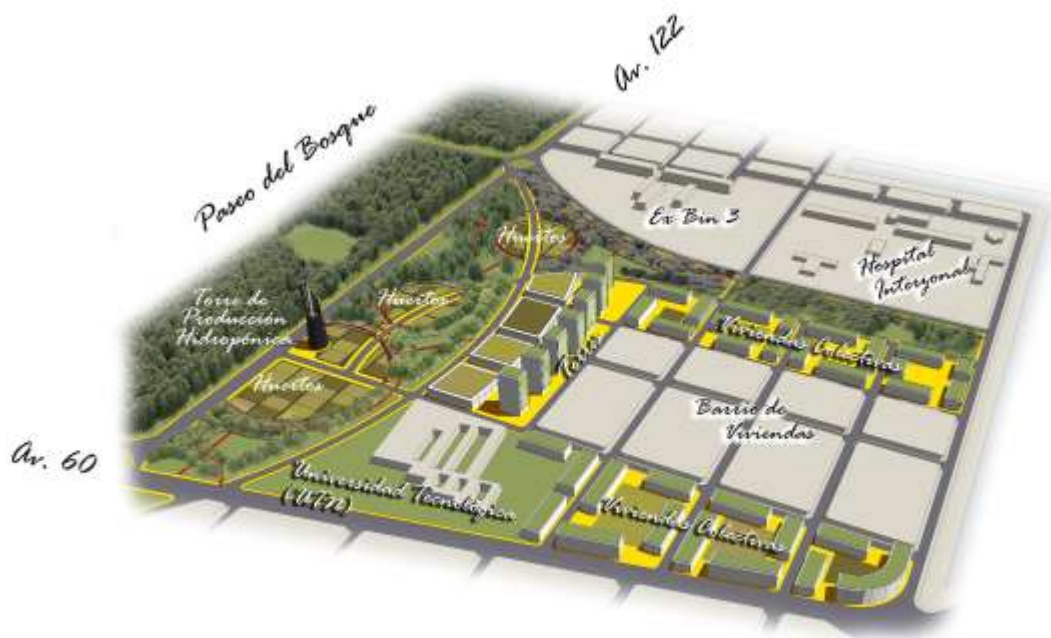 Av. 122
Paseo del Bosque
Ex Bin 3
Hospital
Interzonal
Huertos
Torre de
Producción
Hidropónica
Huertos
Huertos
Viviendas Colectivas
Torres
Barrio de
Viviendas
Av. 60
Universidad Tecnológica
(UTN)
Viviendas Colectivas